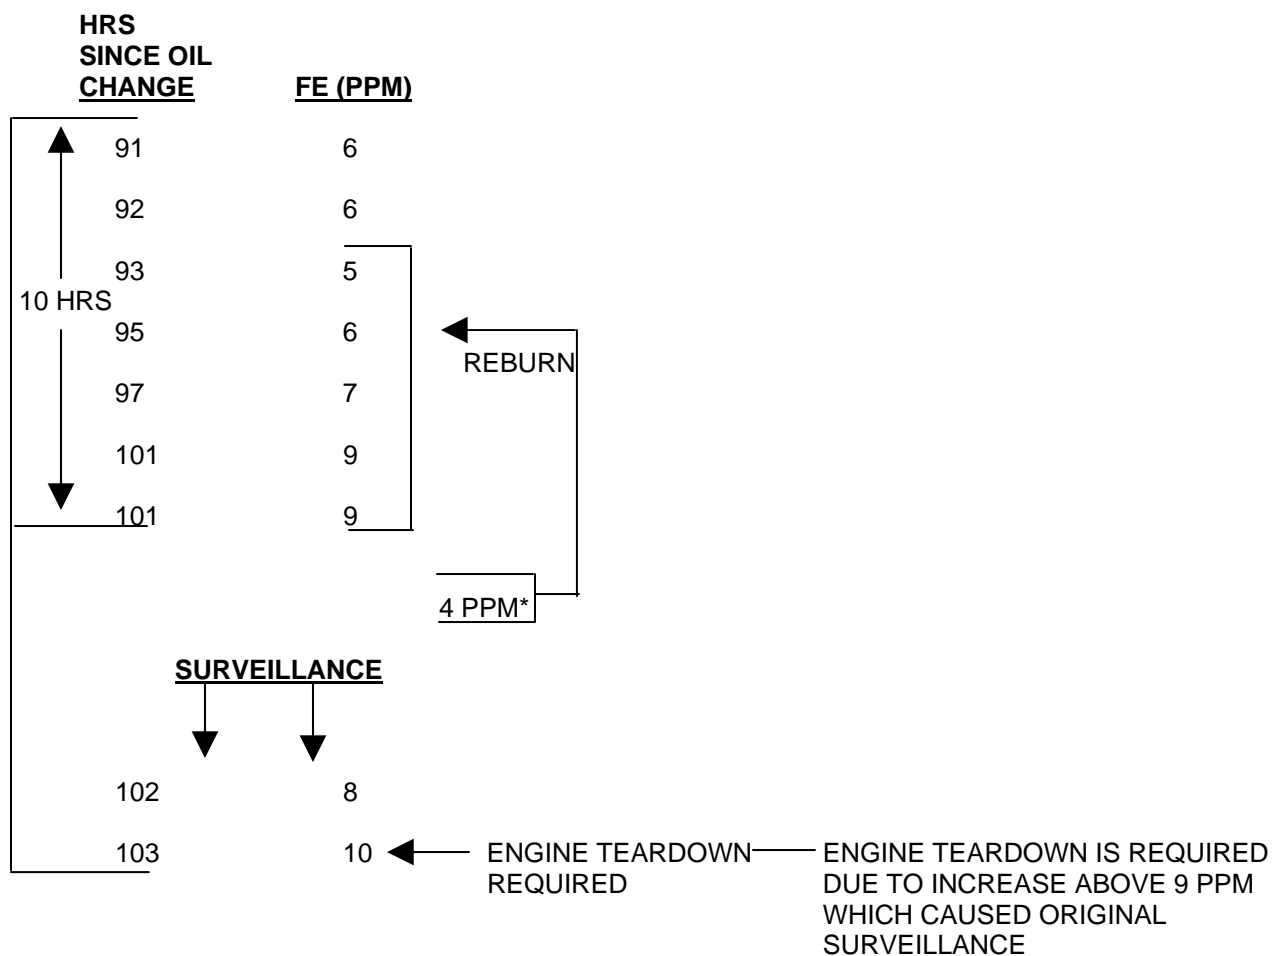 HRS
SINCE OIL
CHANGE FE (PPM)
91 6
92 6
93 5
10 HRS
95 6
REBURN
97 7
101 9
101 9
4 PPM*
SURVEILLANCE
102 8
103 10 ENGINE TEARDOWN ENGINE TEARDOWN IS REQUIRED
REQUIRED DUE TO INCREASE ABOVE 9 PPM
WHICH CAUSED ORIGINAL
SURVEILLANCE